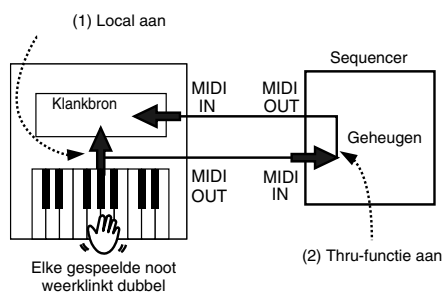 (1) Local aan
Sequencer
Klankbron
MIDI
IN
MIDI
OUT
Geheugen
MIDI
OUT
MIDI
IN
Elke gespeelde noot
weerklinkt dubbel
(2) Thru-functie aan